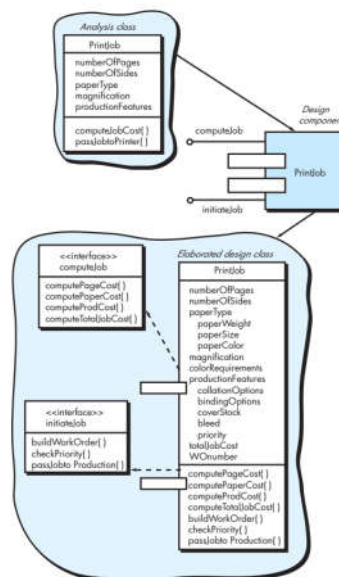 Analysis class
PrintJob
numberOfPages
numberOfSides
paperType
magnification
productionFeatures
computeJobCost( )
passJobtoPrinter( )
Design
component
computeJob
PrintJob
initiateJob
Elaborated design class
<<interface>>
computeJob
computePageCost( )
computePaperCost( )
computeProdCost( )
computeTotalJobCost( )
<<interface>>
initiateJob
buildWorkOrder( )
checkPriority( )
passJobto Production( )
PrintJob
numberOfPages
numberOfSides
paperType
paperWeight
paperSize
paperColor
magnification
colorRequirements
productionFeatures
collationOptions
bindingOptions
coverStock
bleed
priority
totalJobCost
WOnumber
computePageCost( )
computePaperCost( )
computeProdCost( )
computeTotalJobCost( )
buildWorkOrder( )
checkPriority( )
passJobto Production( )